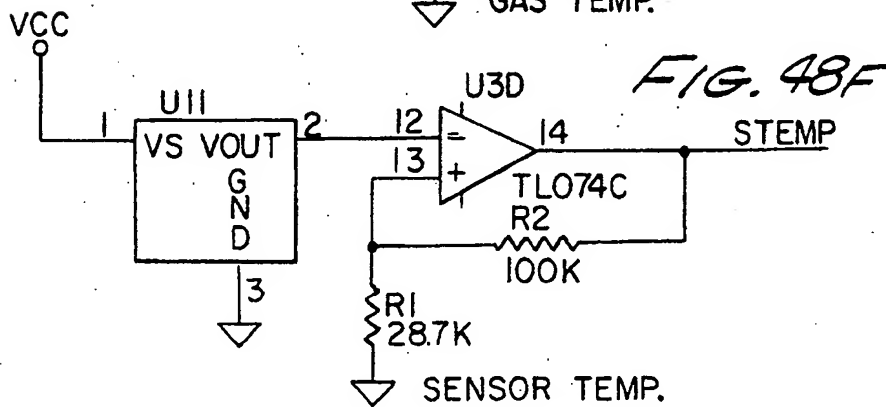 GAS TEMP.
VCC
FIG. 48F
U11
U3D
1
VS VOUT
2
12
-
14
STEMP
13
+
GND
TL074C
R2
100K
3
R1
28.7K
SENSOR TEMP.